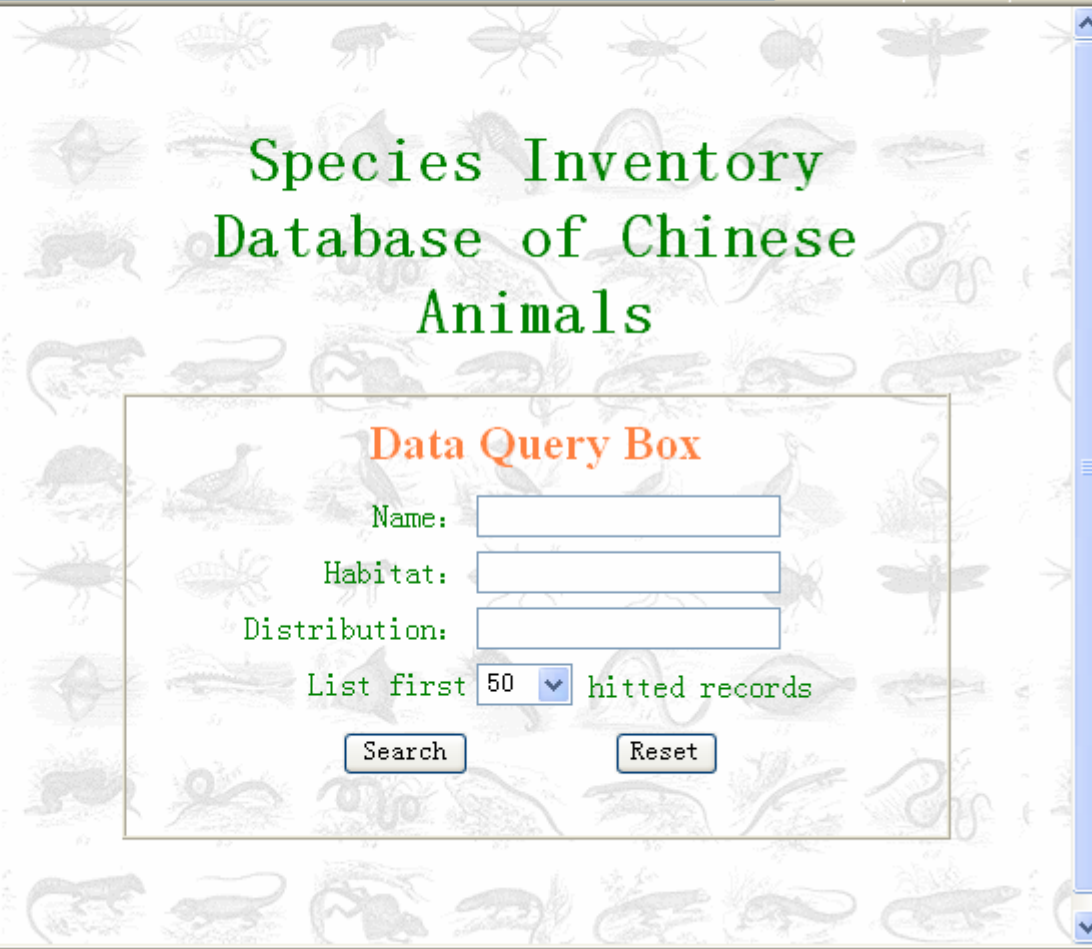 Species Inventory
Database of Chinese
Animals
Data Query Box
Name:
Habitat:
Distribution:
List first 50 hitted records
Search Reset